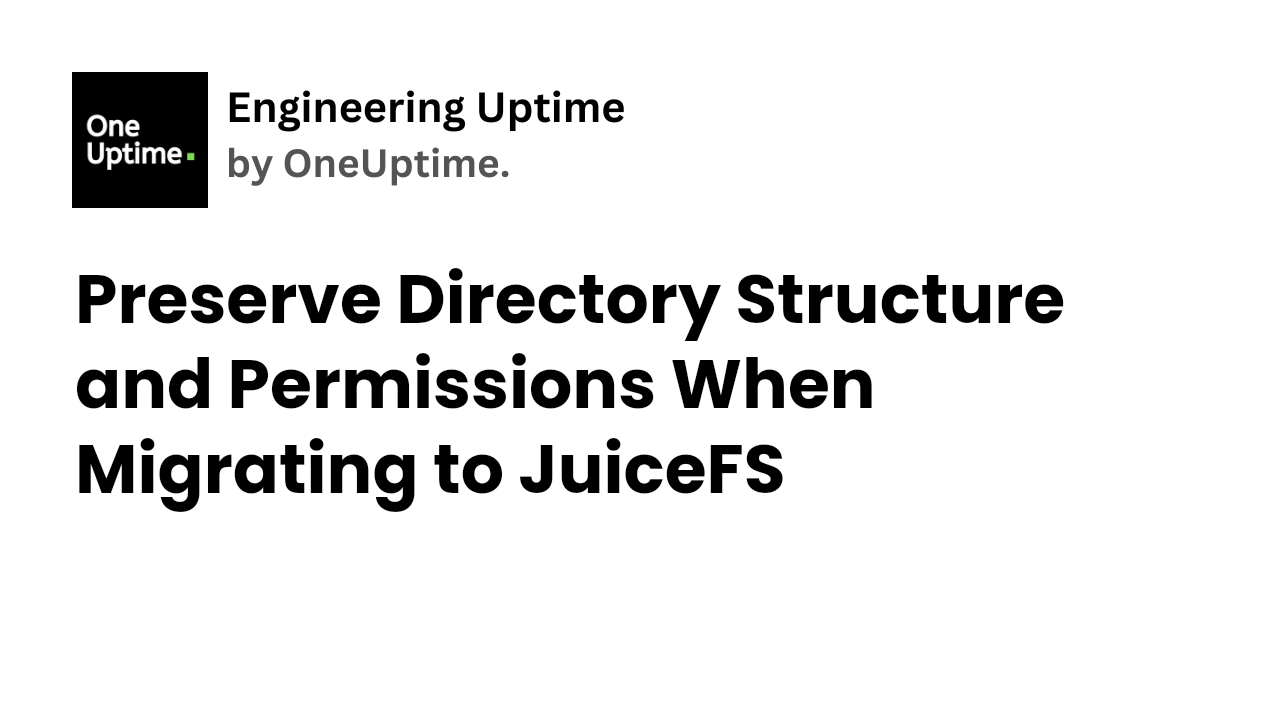 One
Uptime.
Engineering Uptime
by OneUptime.
Preserve Directory Structure
and Permissions When
Migrating to JuiceFS